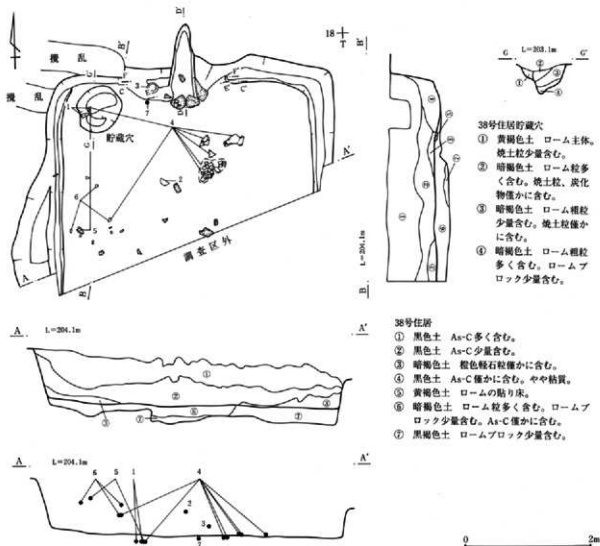 18
T
D'
B'
攪乱
攪乱
貯蔵穴
調査区外
A
A'
B
B'
L=204.1m
B
L=203.1m
G
G'
38号住居貯蔵穴
① 黄褐色土 ローム主体。
焼土粒少量含む。
② 暗褐色土 ローム粒多
く含む。焼土粒、炭化
物僅かに含む。
③ 暗褐色土 ローム粗粒
少量含む。焼土粒僅か
に含む。
④ 暗褐色土 ローム粗粒
多く含む。ロームブ
ロック少量含む。
38号住居
① 黒色土 As-C多く含む。
② 黒色土 As-C少量含む。
③ 暗褐色土 橙色軽石粒僅かに含む。
④ 黒色土 As-C僅かに含む。やや粘質。
⑤ 黄褐色土 ロームの貼り床。
⑥ 暗褐色土 ローム粒多く含む。ロームブ
ロック少量含む。As-C僅かに含む。
⑦ 黒褐色土 ロームブロック少量含む。
A
L=204.1m
A'
①
②
③
⑥
⑦
A
L=204.1m
A'
6 5 1 4
2
3
7
0
2m